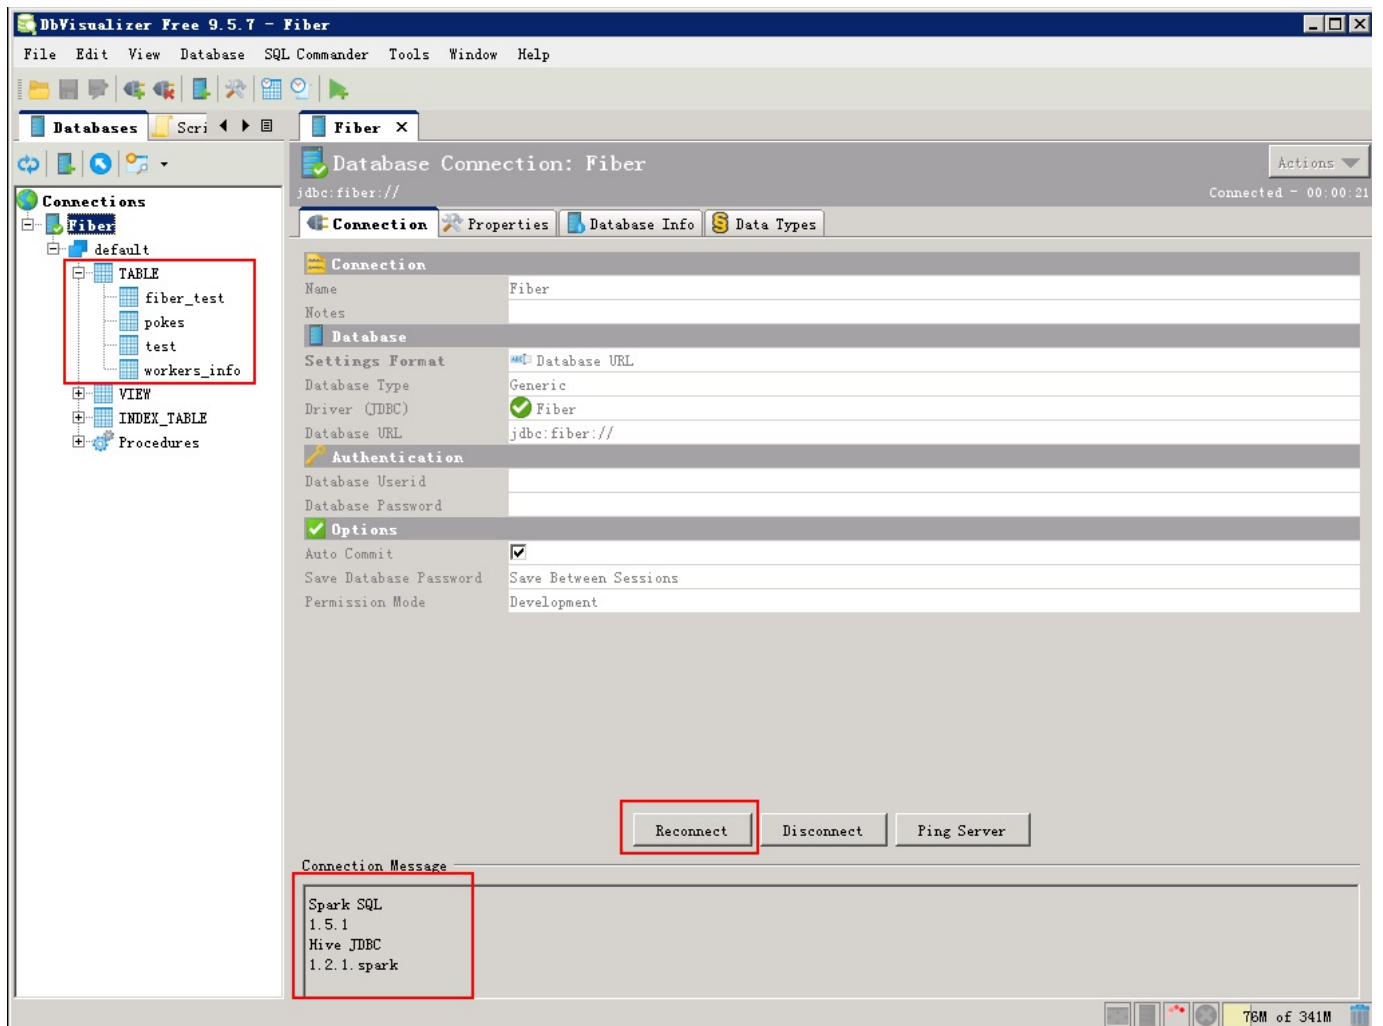 DbVisualizer Free 9.5.7 - Fiber
File Edit View Database SQL Commander Tools Window Help
Databases Scri
Fiber X
Database Connection: Fiber
Actions
jdbc:fiber://
Connected - 00:00:21
Connections
Fiber
default
TABLE
fiber_test
pokes
test
workers_info
VIEW
INDEX_TABLE
Procedures
Connection Properties Database Info Data Types
Connection
Name Fiber
Notes
Database
Settings Format Database URL
Database Type Generic
Driver (JDBC) Fiber
Database URL jdbc:fiber://
Authentication
Database Userid
Database Password
Options
Auto Commit
Save Database Password Save Between Sessions
Permission Mode Development
Reconnect Disconnect Ping Server
Connection Message
Spark SQL
1.5.1
Hive JDBC
1.2.1.spark
76M of 341M